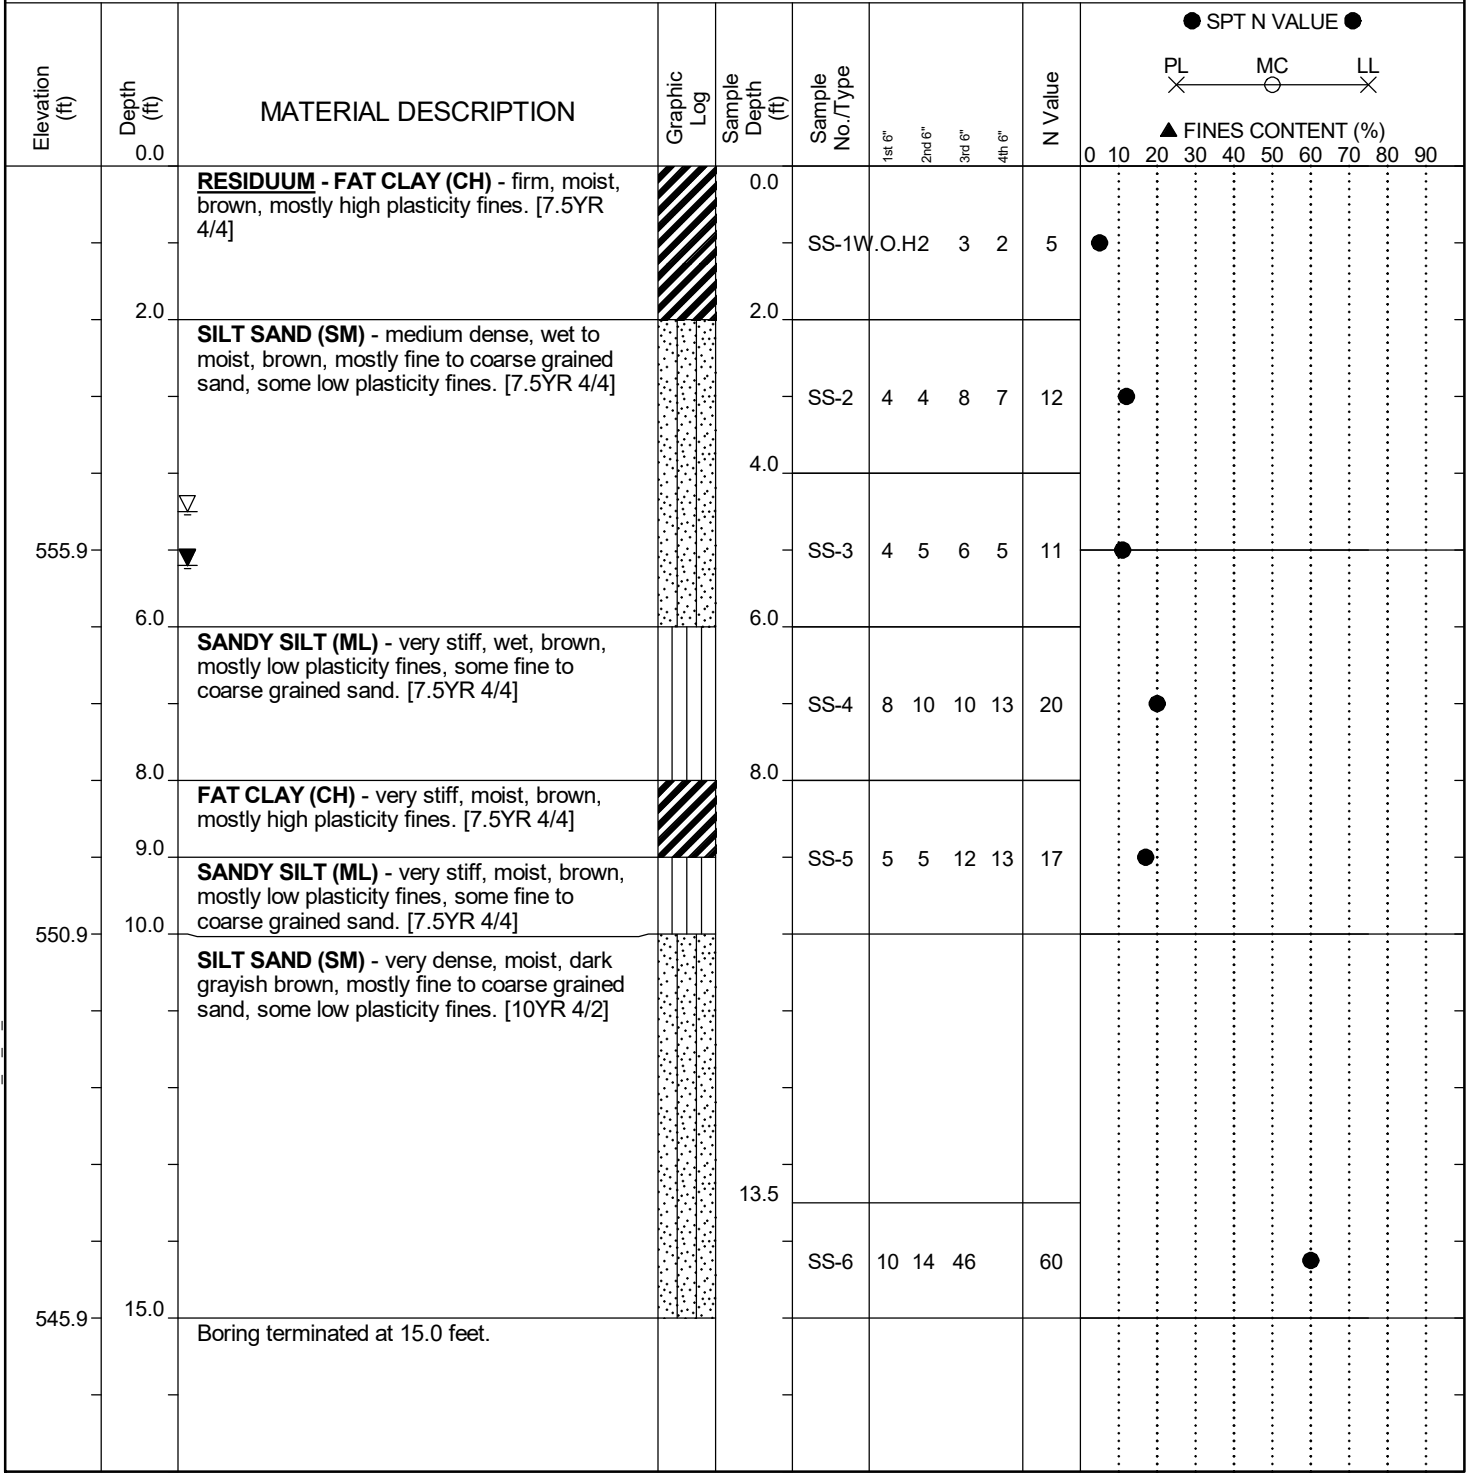 ● SPT N VALUE ●
PL MC LL
▲ FINES CONTENT (%)
Elevation (ft)
Depth (ft)
MATERIAL DESCRIPTION
Graphic Log
Sample Depth (ft)
Sample No./Type
1st 6"
2nd 6"
3rd 6"
4th 6"
N Value
0.0
0 10 20 30 40 50 60 70 80 90
RESIDUUM - FAT CLAY (CH) - firm, moist,
brown, mostly high plasticity fines. [7.5YR
4/4]
0.0
SS-1 W.O.H 2 3 2 5
2.0
2.0
SILT SAND (SM) - medium dense, wet to
moist, brown, mostly fine to coarse grained
sand, some low plasticity fines. [7.5YR 4/4]
SS-2 4 4 8 7 12
4.0
555.9
SS-3 4 5 6 5 11
6.0
6.0
SANDY SILT (ML) - very stiff, wet, brown,
mostly low plasticity fines, some fine to
coarse grained sand. [7.5YR 4/4]
SS-4 8 10 10 13 20
8.0
8.0
FAT CLAY (CH) - very stiff, moist, brown,
mostly high plasticity fines. [7.5YR 4/4]
9.0
SS-5 5 5 12 13 17
SANDY SILT (ML) - very stiff, moist, brown,
mostly low plasticity fines, some fine to
coarse grained sand. [7.5YR 4/4]
550.9
10.0
SILT SAND (SM) - very dense, moist, dark
grayish brown, mostly fine to coarse grained
sand, some low plasticity fines. [10YR 4/2]
13.5
SS-6 10 14 46 60
545.9
15.0
Boring terminated at 15.0 feet.